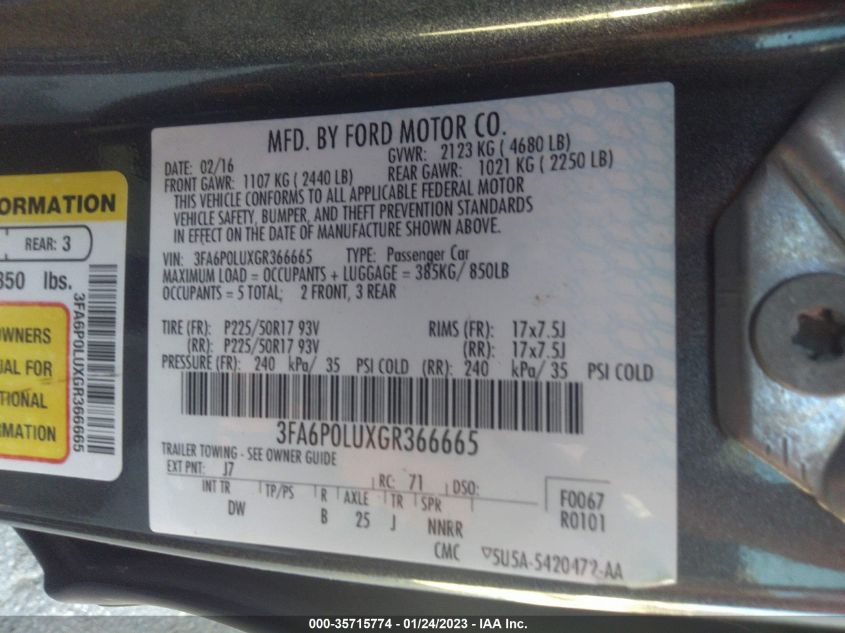 MFD. BY FORD MOTOR CO.
DATE: 02/16 GVWR: 2123 KG ( 4680 LB)
FRONT GAWR: 1107 KG ( 2440 LB) REAR GAWR: 1021 KG ( 2250 LB)
THIS VEHICLE CONFORMS TO ALL APPLICABLE FEDERAL MOTOR
VEHICLE SAFETY, BUMPER, AND THEFT PREVENTION STANDARDS
IN EFFECT ON THE DATE OF MANUFACTURE SHOWN ABOVE.
VIN: 3FA6P0LUXGR366665 TYPE: Passenger Car
MAXIMUM LOAD = OCCUPANTS + LUGGAGE = 385KG/ 850LB
OCCUPANTS = 5 TOTAL; 2 FRONT, 3 REAR
TIRE (FR): P225/50R17 93V RIMS (FR): 17x7.5J
(RR): P225/50R17 93V (RR): 17x7.5J
PRESSURE (FR): 240 kPa/ 35 PSI COLD (RR): 240 kPa/ 35 PSI COLD
3FA6P0LUXGR366665
TRAILER TOWING - SEE OWNER GUIDE
EXT PNT: J7 RC: 71 DSO:
INT TR TP/PS R AXLE TR SPR
DW B 25 J NNRR
F0067
R0101
CMC ▽5U5A-5420472-AA
ORMATION
REAR: 3
850 lbs.
OWNERS
UAL FOR
TIONAL
RMATION
3FA6P0LUXGR366665
000-35715774 - 01/24/2023 - IAA Inc.